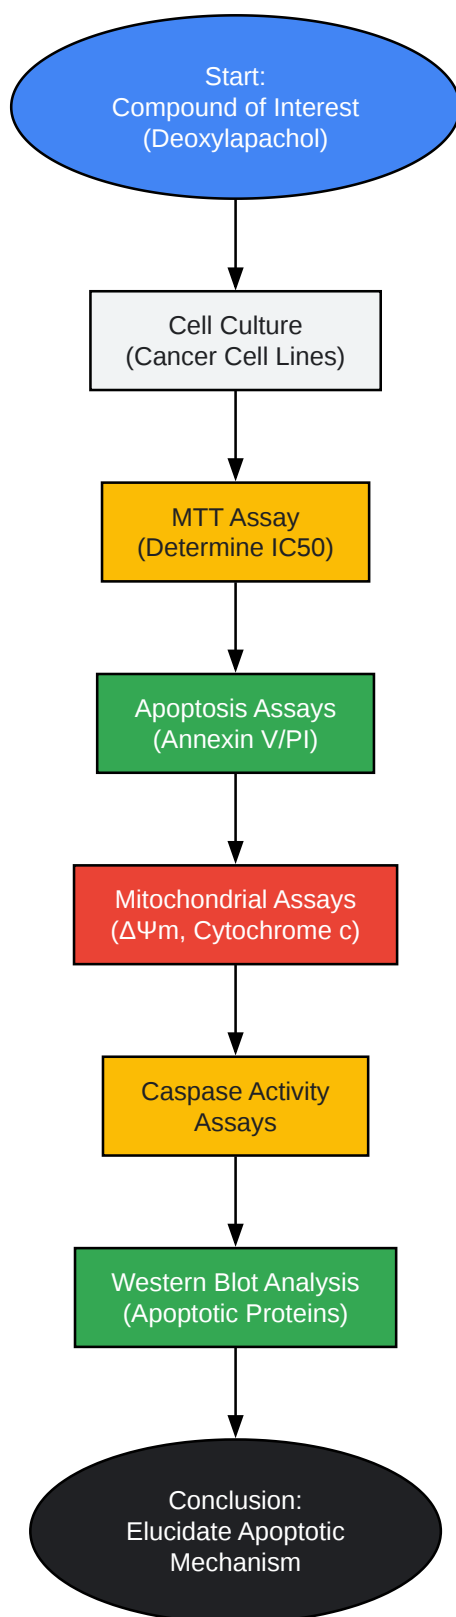 Start:
Compound of Interest
(Deoxylapachol)
Cell Culture
(Cancer Cell Lines)
MTT Assay
(Determine IC50)
Apoptosis Assays
(Annexin V/PI)
Mitochondrial Assays
(ΔΨm, Cytochrome c)
Caspase Activity
Assays
Western Blot Analysis
(Apoptotic Proteins)
Conclusion:
Elucidate Apoptotic
Mechanism